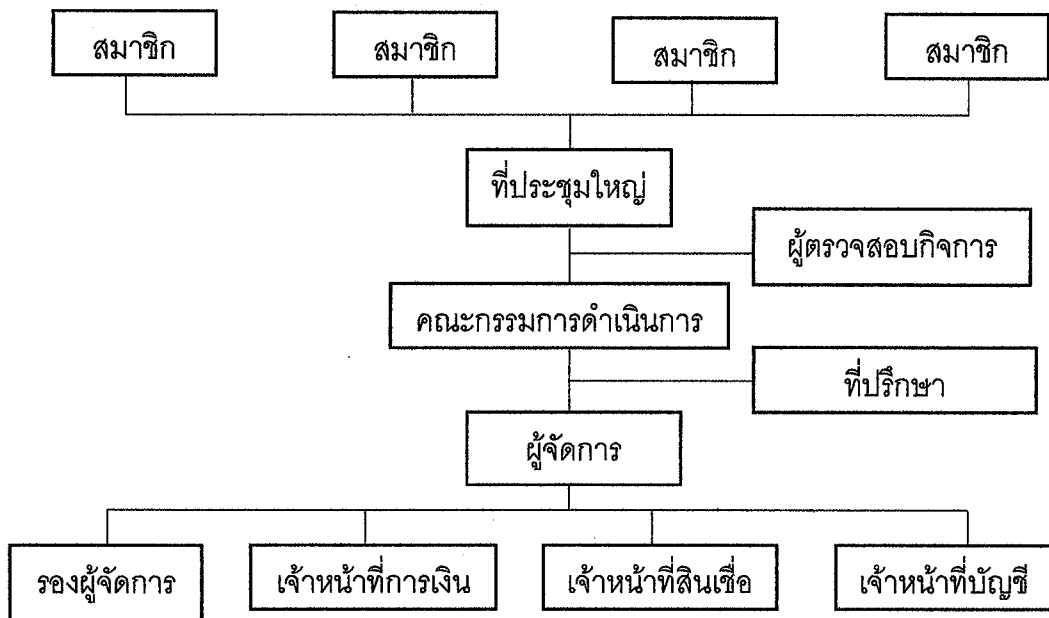 สมาชิก
สมาชิก
สมาชิก
สมาชิก
ที่ประชุมใหญ่
ผู้ตรวจสอบกิจการ
คณะกรรมการดำเนินการ
ที่ปรึกษา
ผู้จัดการ
รองผู้จัดการ
เจ้าหน้าที่การเงิน
เจ้าหน้าที่สินเชื่อ
เจ้าหน้าที่บัญชี